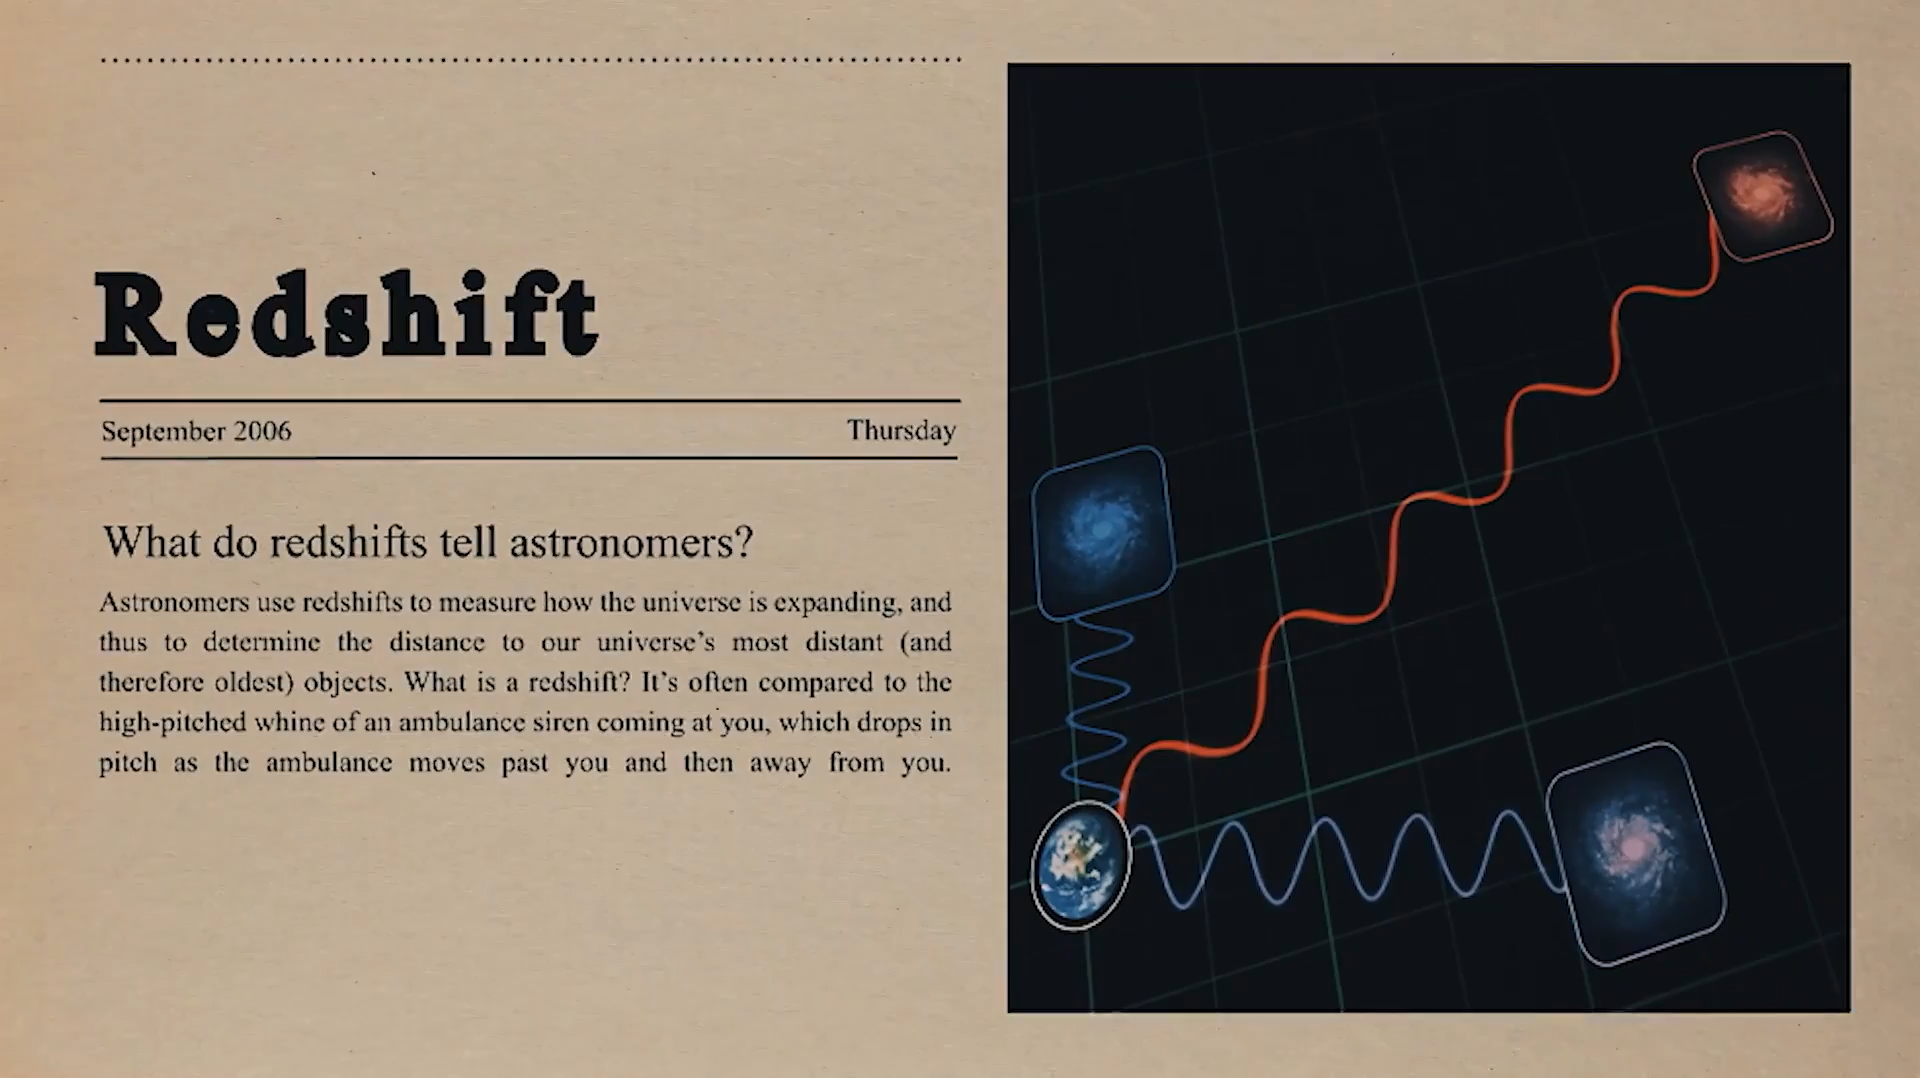 Redshift
September 2006
Thursday
What do redshifts tell astronomers?
Astronomers use redshifts to measure how the universe is expanding, and
thus to determine the distance to our universe's most distant (and
therefore oldest) objects. What is a redshift? It's often compared to the
high-pitched whine of an ambulance siren coming at you, which drops in
pitch as the ambulance moves past you and then away from you.